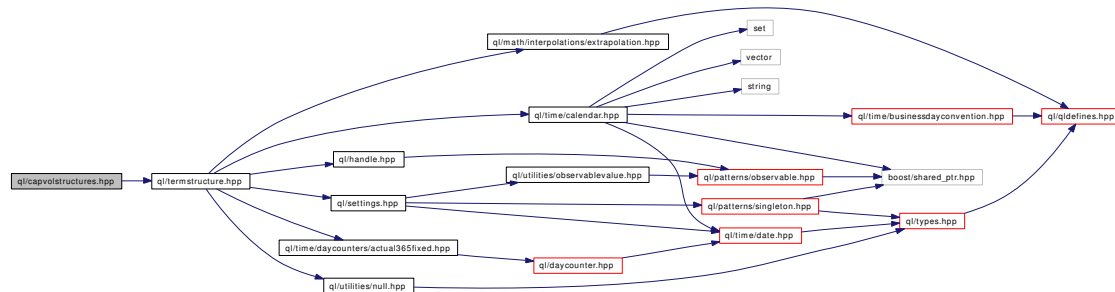 set
ql/math/interpolations/extrapolation.hpp
vector
string
ql/time/calendar.hpp
ql/time/businessdayconvention.hpp
ql/qldefines.hpp
ql/handle.hpp
ql/utilities/observablevalue.hpp
ql/patterns/observable.hpp
boost/shared_ptr.hpp
ql/capvolstructures.hpp
ql/termstructure.hpp
ql/settings.hpp
ql/patterns/singleton.hpp
ql/types.hpp
ql/time/date.hpp
ql/time/daycounters/actual365fixed.hpp
ql/daycounter.hpp
ql/utilities/null.hpp